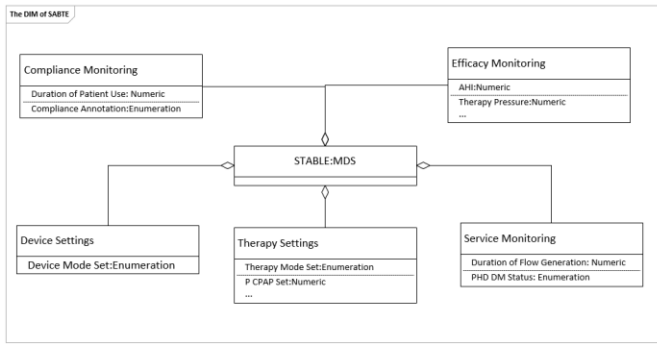 The DIM of SABTE
Compliance Monitoring
Duration of Patient Use: Numeric
Compliance Annotation:Enumeration
Efficacy Monitoring
AHI:Numeric
Therapy Pressure:Numeric
...
STABLE:MDS
Device Settings
Device Mode Set:Enumeration
Therapy Settings
Therapy Mode Set:Enumeration
P CPAP Set:Numeric
...
Service Monitoring
Duration of Flow Generation: Numeric
PHD DM Status: Enumeration